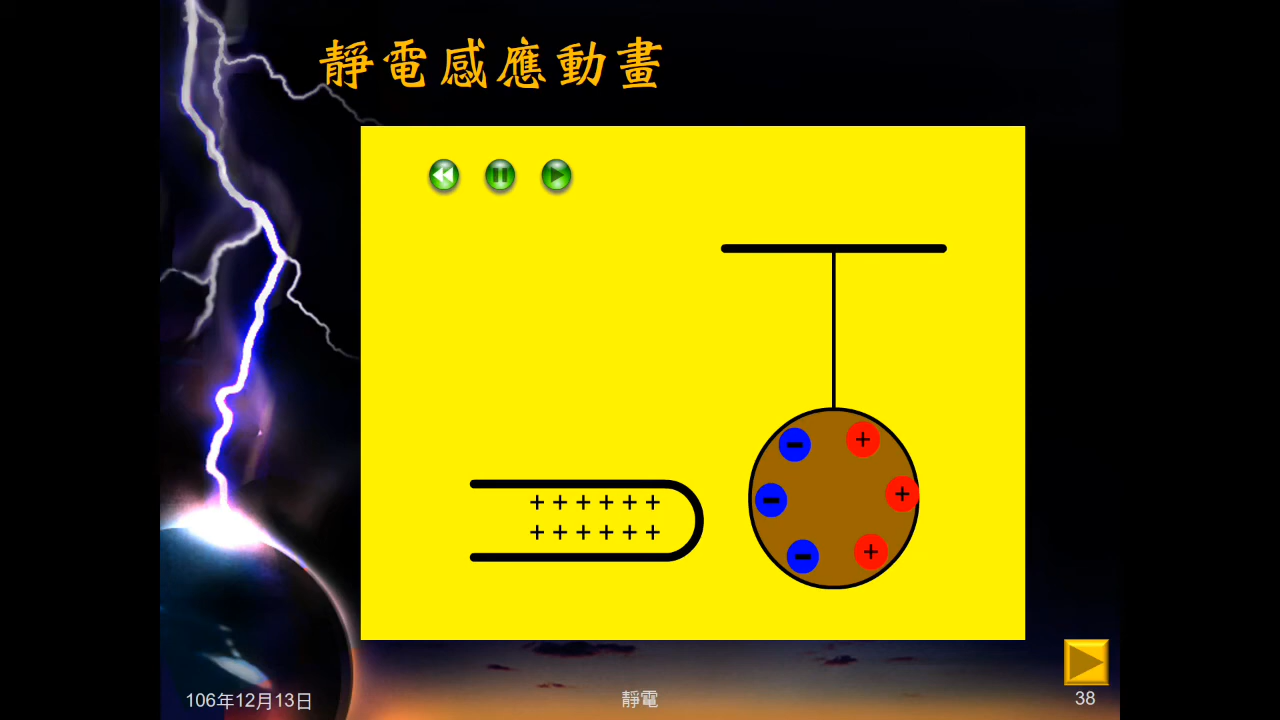 靜電感應動畫
− +
− +
+ + + + + +
+ + + + + +
− +
106年12月13日
靜電
38